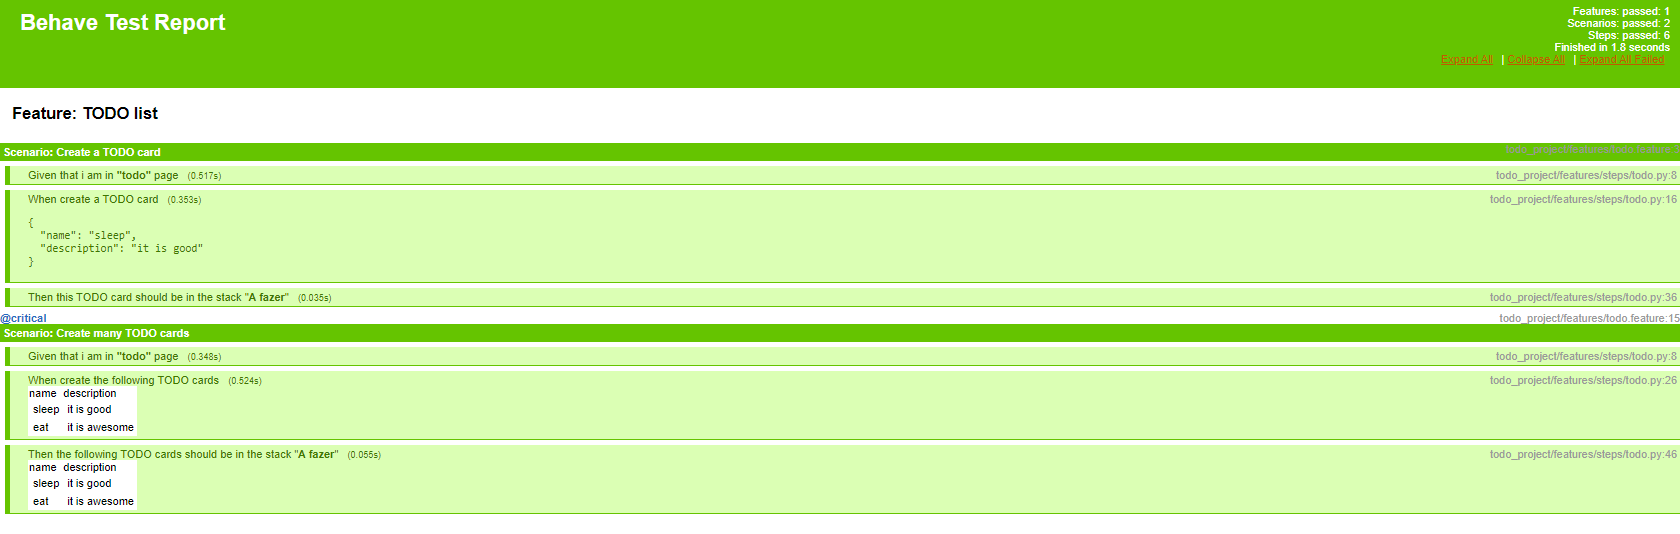 Behave Test Report
Features: passed: 1
Scenarios: passed: 2
Steps: passed: 6
Finished in 1.8 seconds
Expand All | Collapse All | Expand All Failed
Feature: TODO list
Scenario: Create a TODO card todo_project/features/todo.feature
Given that i am in "todo" page (0.517s) todo_project/features/steps/todo.py:8
When create a TODO card (0.353s) todo_project/features/steps/todo.py:16
{
"name": "sleep",
"description": "it is good"
}
Then this TODO card should be in the stack "A fazer" (0.035s) todo_project/features/steps/todo.py:36
@critical todo_project/features/todo.feature:15
Scenario: Create many TODO cards
Given that i am in "todo" page (0.348s) todo_project/features/steps/todo.py:8
When create the following TODO cards (0.524s) todo_project/features/steps/todo.py:26
name description
sleep it is good
eat it is awesome
Then the following TODO cards should be in the stack "A fazer" (0.055s) todo_project/features/steps/todo.py:46
name description
sleep it is good
eat it is awesome